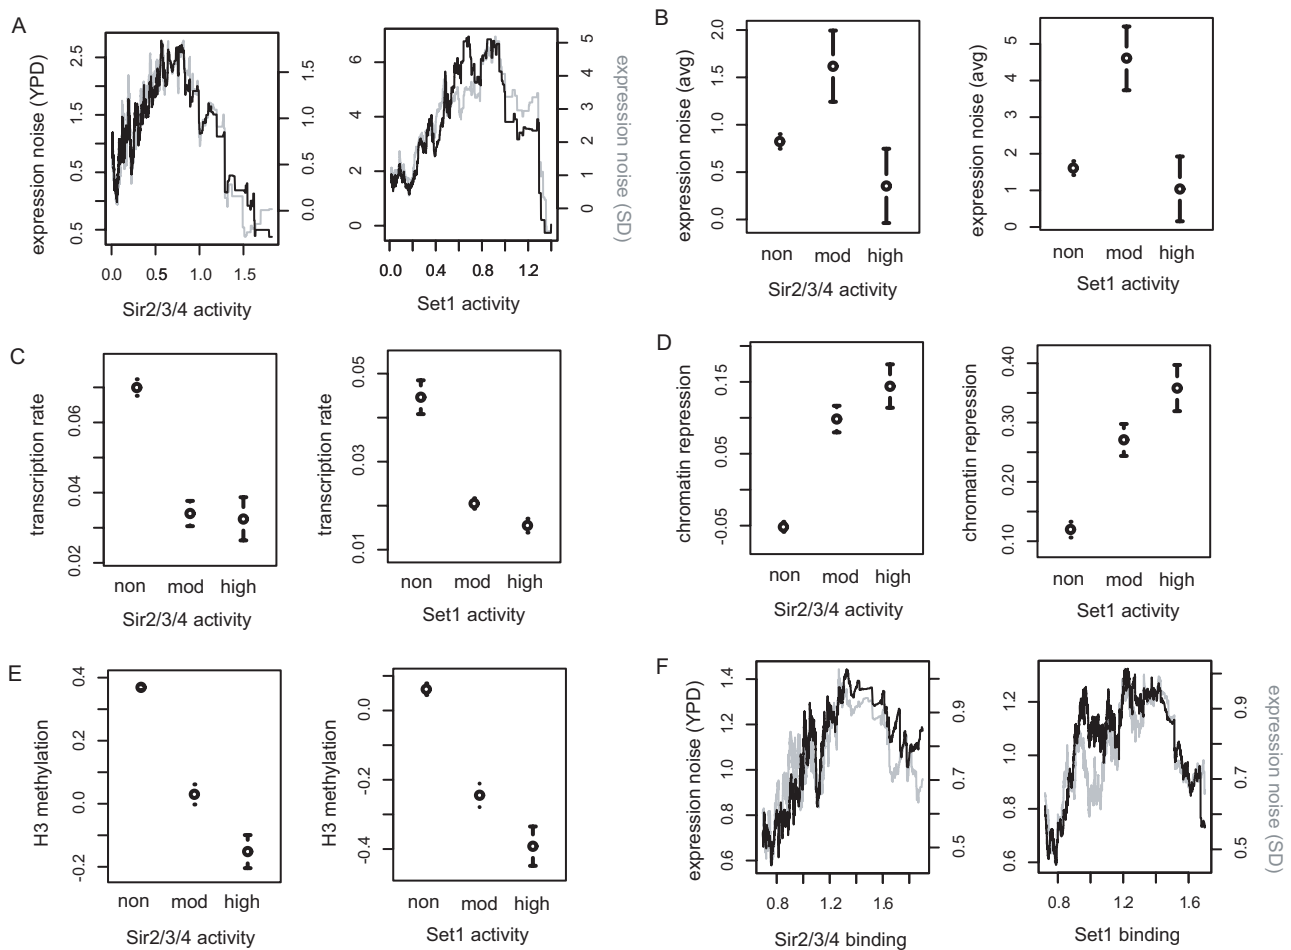 A
expression noise (YPD)
0.5 0.5 1.5 2.5
0.0 0.5 1.0 1.5
0.0 0.5 1.0 1.5
Sir2/3/4 activity
0 2 4 6
0 1 2 3 4 5
expression noise (SD)
0.0 0.4 0.8 1.2
Set1 activity
B
expression noise (avg)
0.0 0.5 1.0 1.5 2.0
non mod high
Sir2/3/4 activity
expression noise (avg)
0 1 2 3 4 5
non mod high
Set1 activity
C
transcription rate
0.02 0.04 0.06
non mod high
Sir2/3/4 activity
transcription rate
0.01 0.03 0.05
non mod high
Set1 activity
D
chromatin repression
-0.05 0.05 0.15
non mod high
Sir2/3/4 activity
chromatin repression
0.10 0.20 0.30 0.40
non mod high
Set1 activity
E
H3 methylation
-0.2 0.0 0.2 0.4
non mod high
Sir2/3/4 activity
H3 methylation
-0.4 -0.2 0.0
non mod high
Set1 activity
F
expression noise (YPD)
0.6 0.8 1.0 1.2 1.4
0.5 0.7 0.9
0.8 1.2 1.6
Sir2/3/4 binding
0.6 0.8 1.0 1.2
0.5 0.7 0.9
expression noise (SD)
0.8 1.2 1.6
Set1 binding